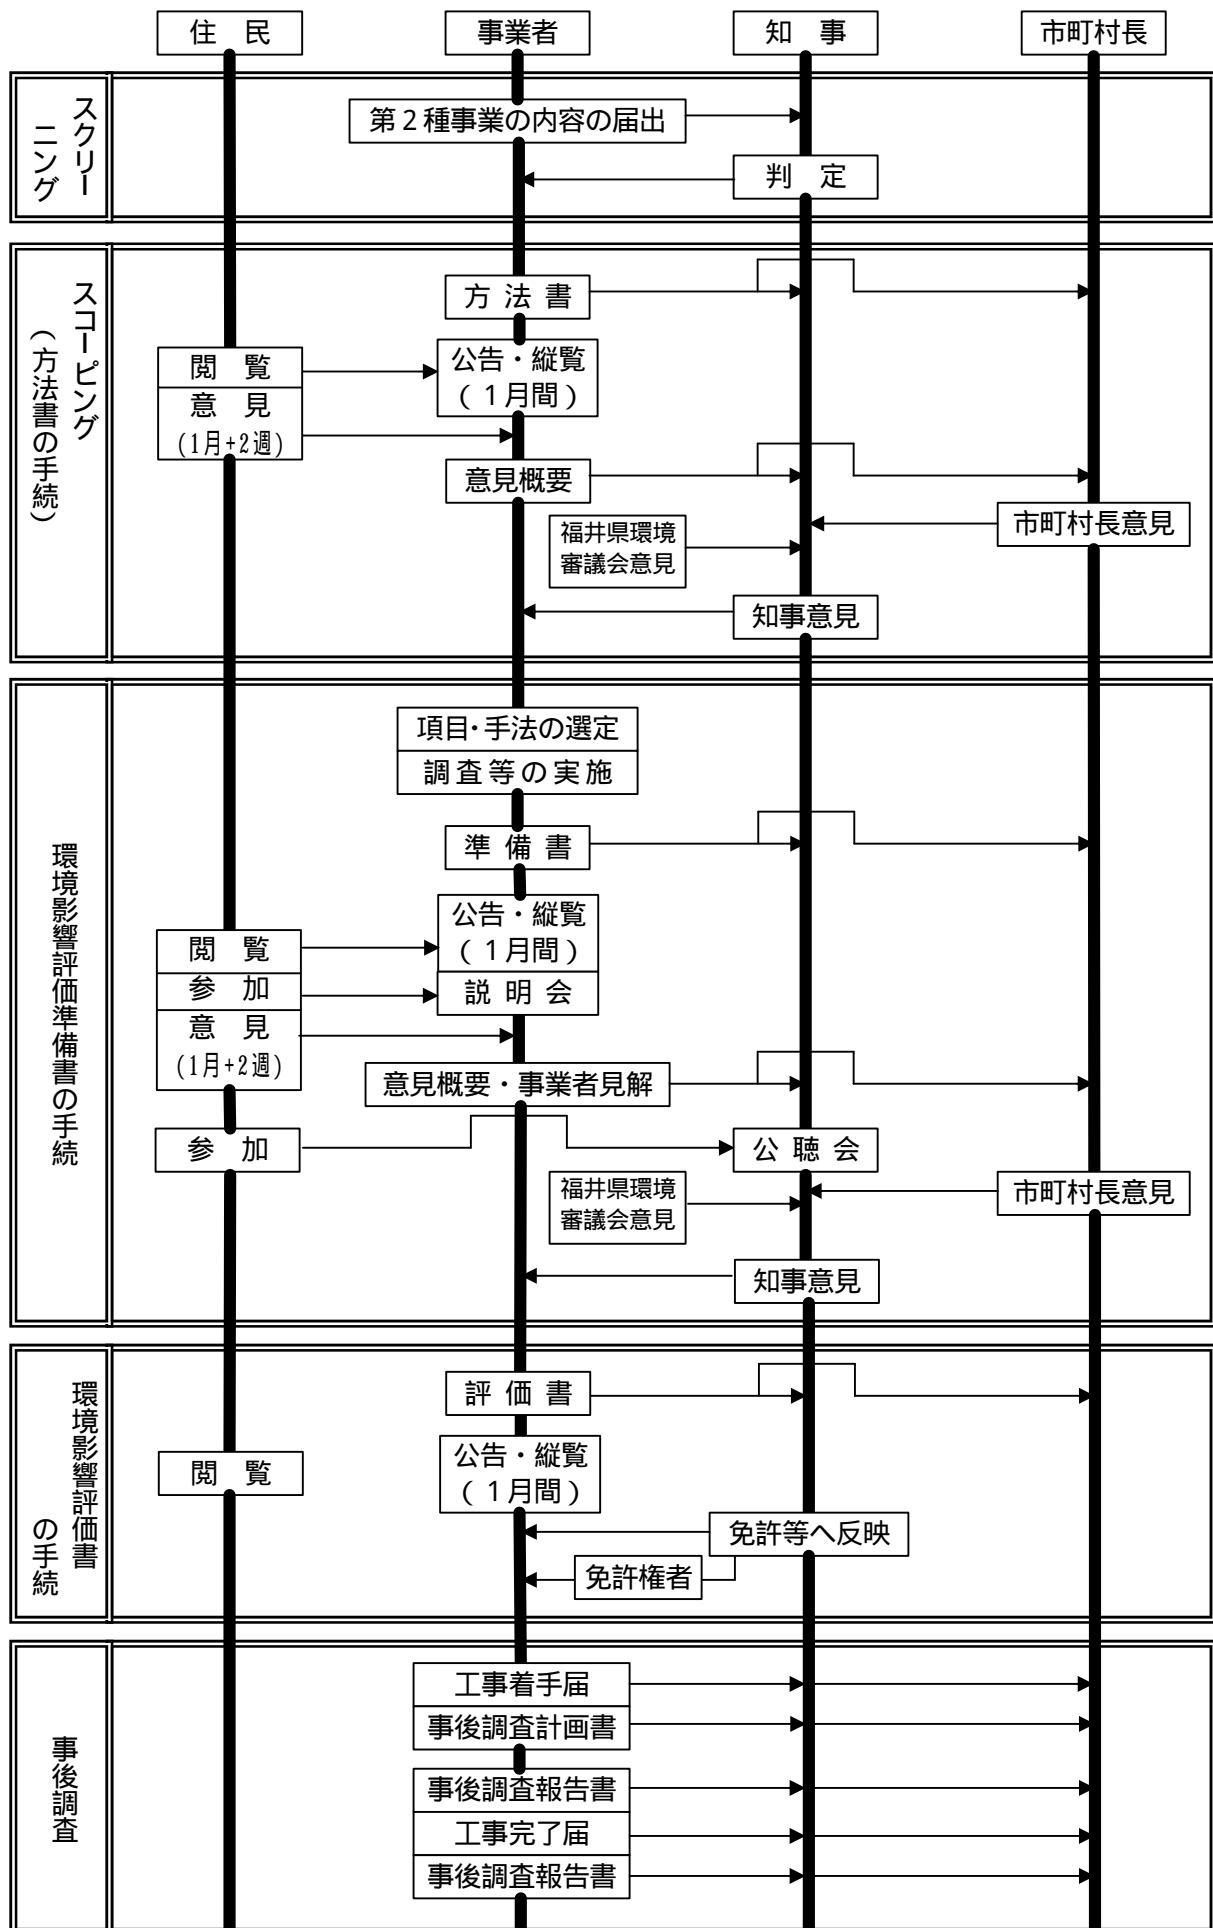 住　民
事業者
知　事
市町村長
スクリー
ニング
第２種事業の内容の届出
判　定
スコーピング
（方法書の手続）
方 法 書
公告・縦覧
（１月間）
閲　覧
意　見
(1月+2週)
意見概要
市町村長意見
福井県環境
審議会意見
知事意見
環境影響評価準備書の手続
項目・手法の選定
調査等の実施
準 備 書
公告・縦覧
（１月間）
説 明 会
閲　覧
参　加
意　見
(1月+2週)
意見概要・事業者見解
参　加
公 聴 会
福井県環境
審議会意見
市町村長意見
知事意見
環境影響評価書
の手続
評 価 書
公告・縦覧
（１月間）
閲　覧
免許等へ反映
免許権者
事後調査
工事着手届
事後調査計画書
事後調査報告書
工事完了届
事後調査報告書